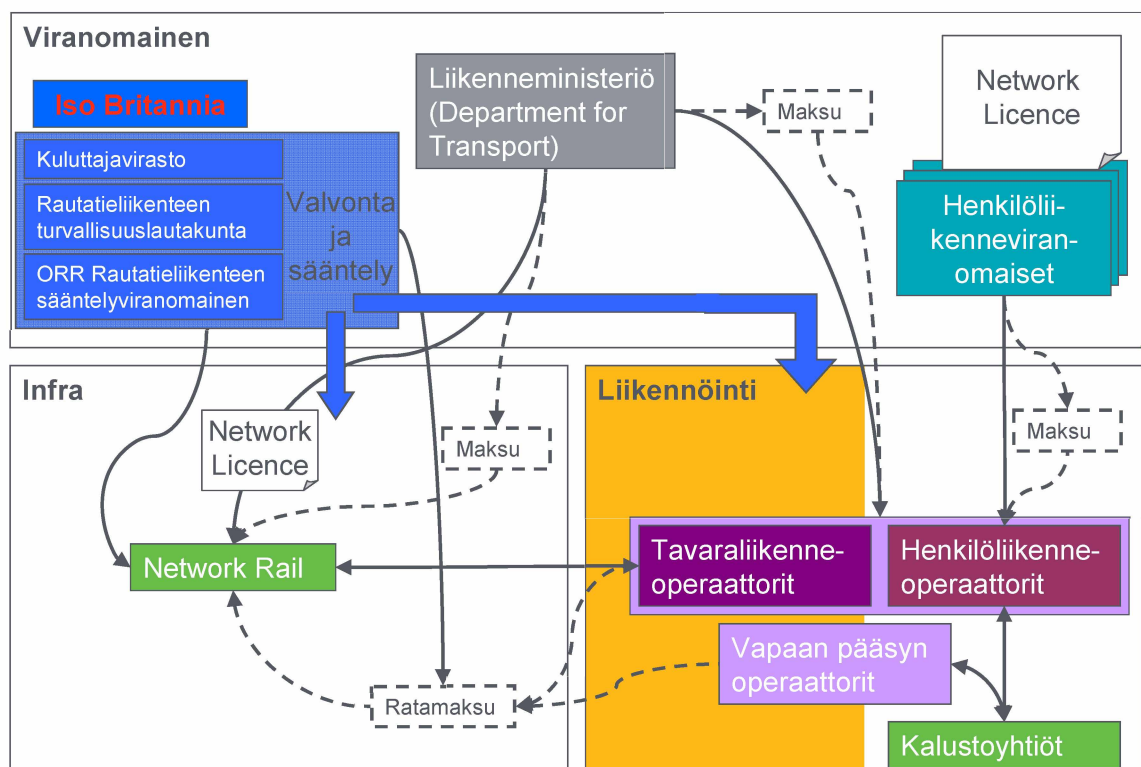 Viranomainen
Iso Britannia
Kuluttajavirasto
Rautatieliikenteen
turvallisuuslautakunta
ORR Rautatieliikenteen
sääntelyviranomainen
Valvonta
ja
sääntely
Liikenneministeriö
(Department for
Transport)
Maksu
Network
Licence
Henkilölii-
kenneviran-
omaiset
Infra
Network
Licence
Maksu
Network Rail
Ratamaksu
Liikennöinti
Maksu
Tavaraliikenne-
operaattorit
Henkilöliikenne-
operaattorit
Vapaan pääsyn
operaattorit
Kalustoyhtiöt